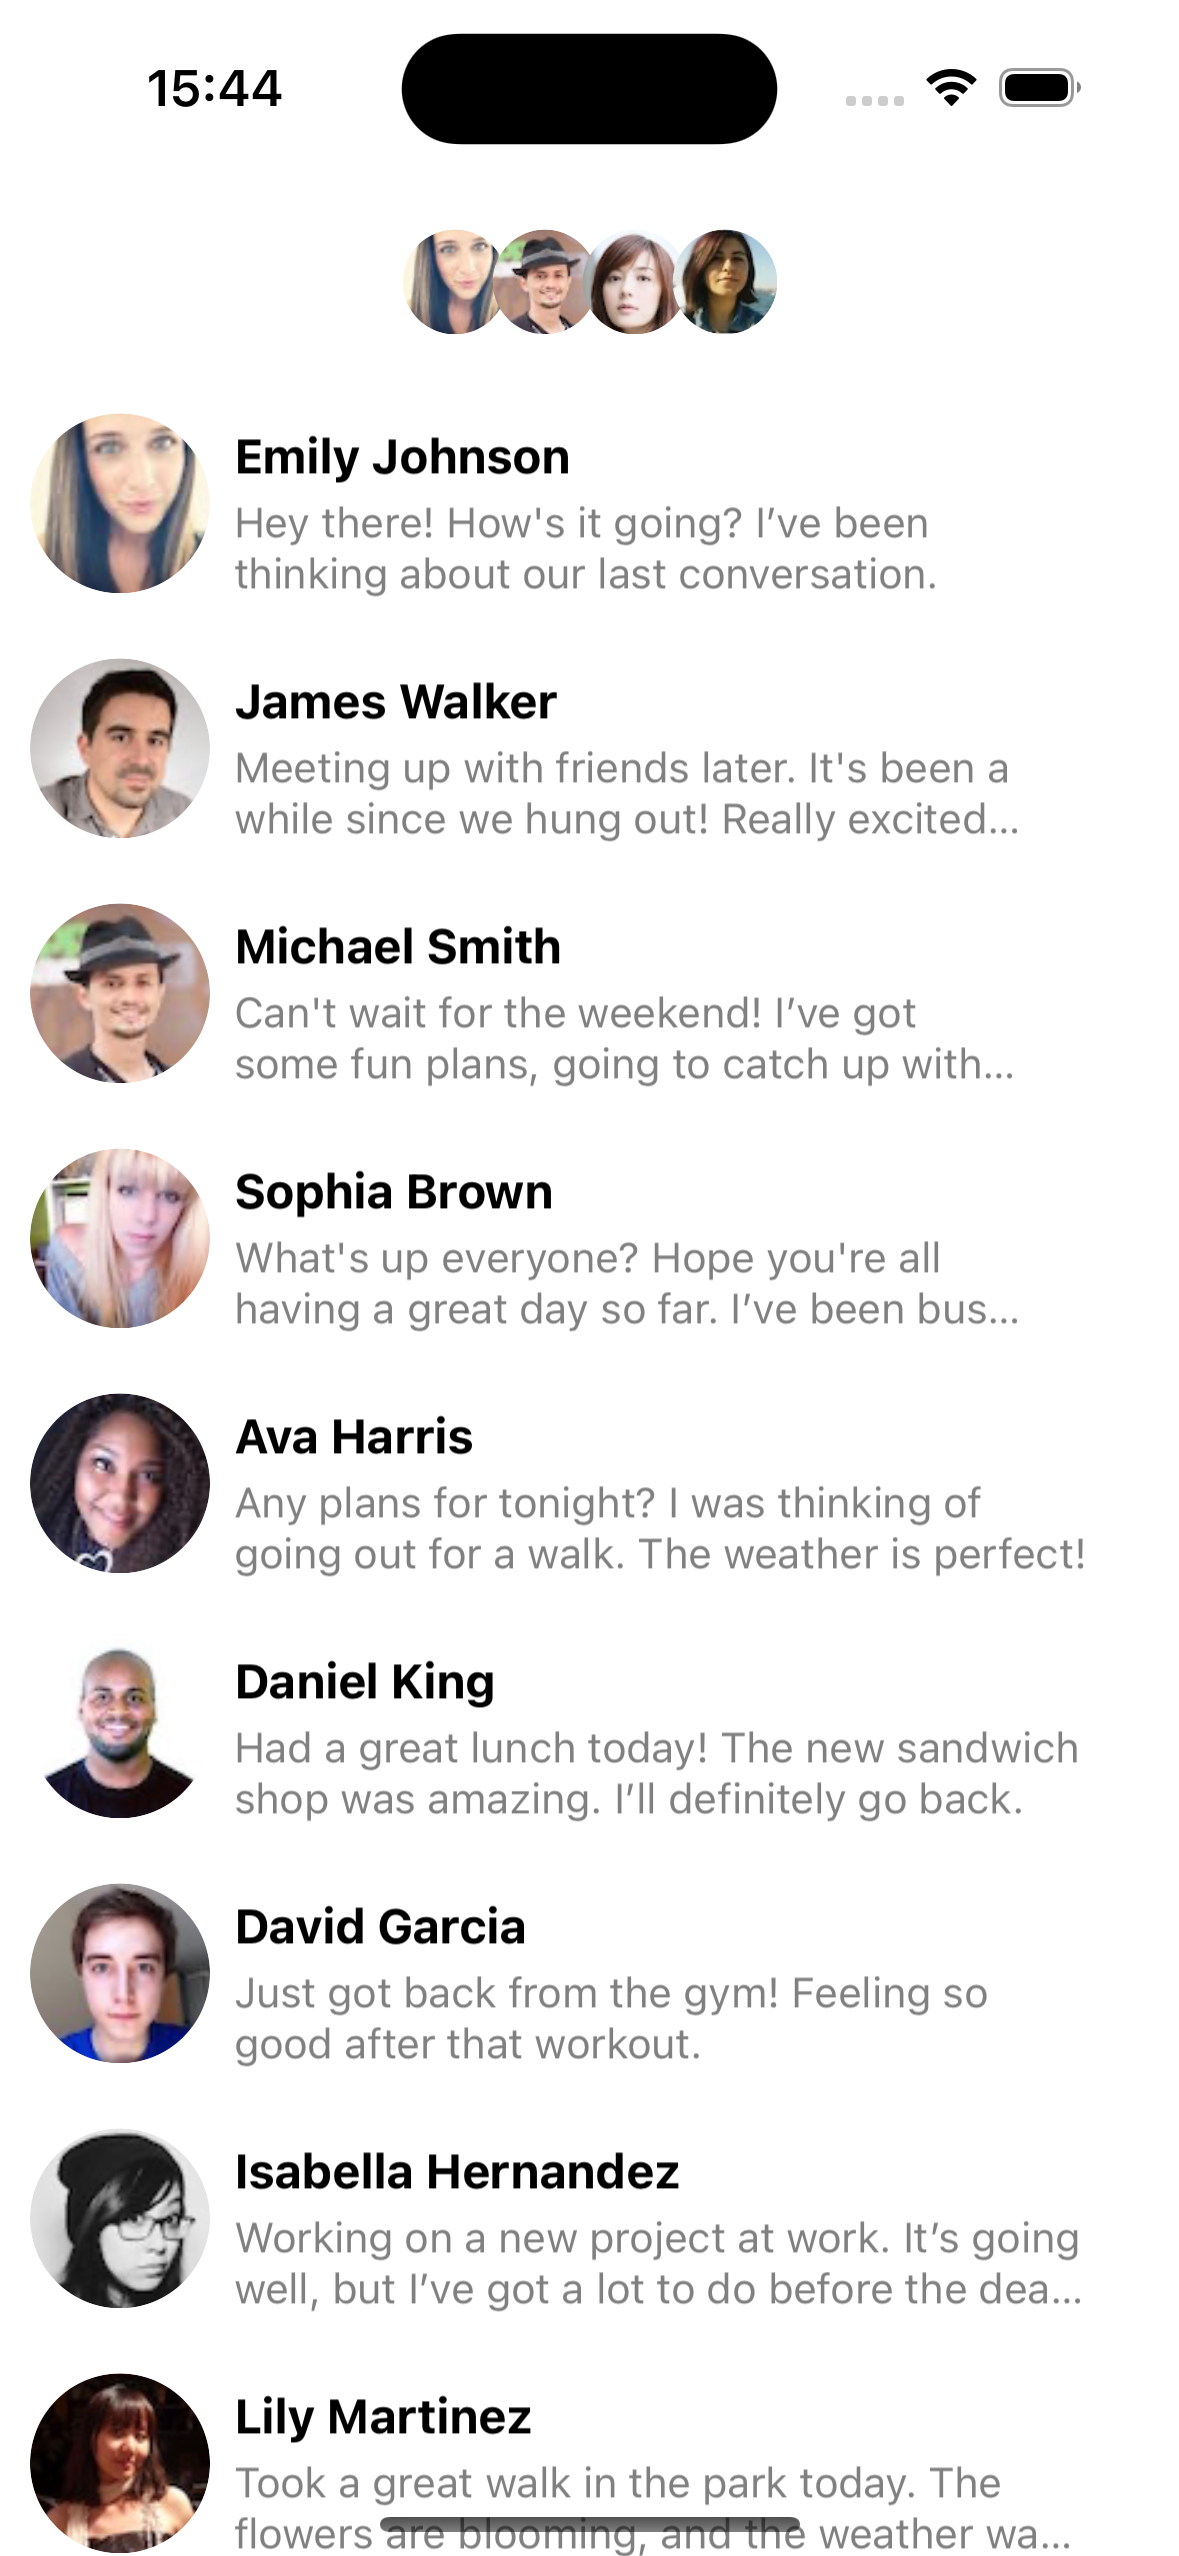 15:44
Emily Johnson
Hey there! How's it going? I’ve been
thinking about our last conversation.
James Walker
Meeting up with friends later. It's been a
while since we hung out! Really excited...
Michael Smith
Can't wait for the weekend! I’ve got
some fun plans, going to catch up with...
Sophia Brown
What's up everyone? Hope you're all
having a great day so far. I’ve been bus...
Ava Harris
Any plans for tonight? I was thinking of
going out for a walk. The weather is perfect!
Daniel King
Had a great lunch today! The new sandwich
shop was amazing. I’ll definitely go back.
David Garcia
Just got back from the gym! Feeling so
good after that workout.
Isabella Hernandez
Working on a new project at work. It’s going
well, but I’ve got a lot to do before the dea...
Lily Martinez
Took a great walk in the park today. The
flowers are blooming, and the weather wa...